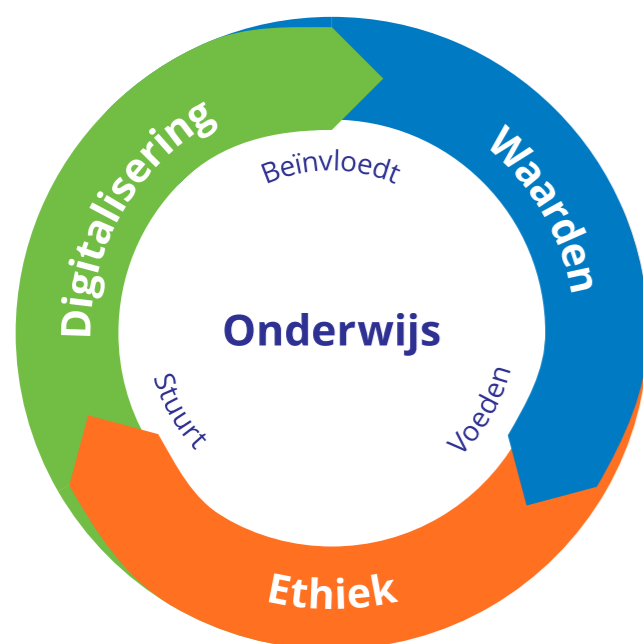 Digitalisering
Beïnvloedt
Waarden
Onderwijs
Stuurt
Voeden
Ethiek